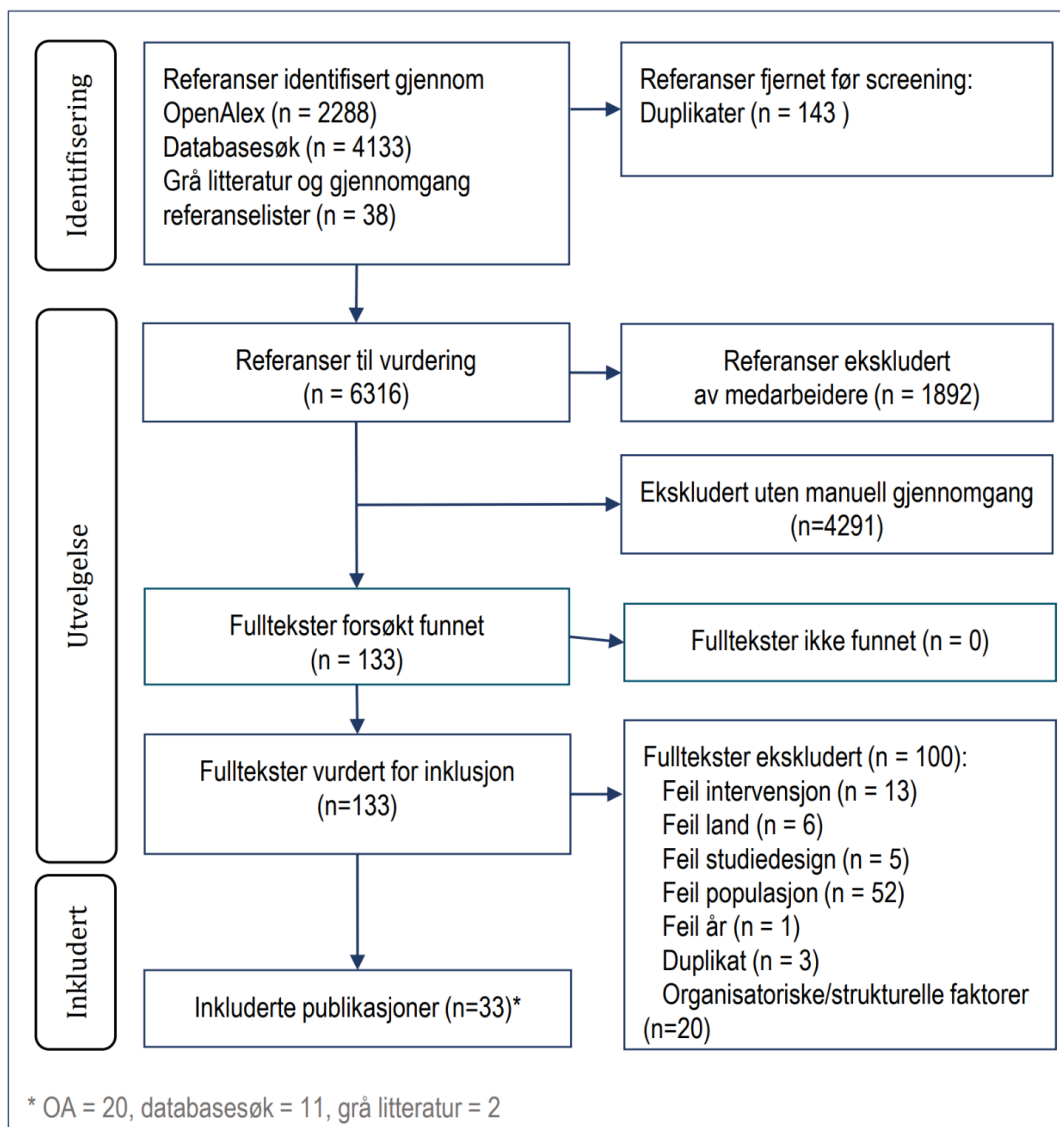 Identifisering
Referanser identifisert gjennom
OpenAlex (n = 2288)
Databasesøk (n = 4133)
Grå litteratur og gjennomgang
referanselister (n = 38)
Referanser fjernet før screening:
Duplikater (n = 143 )
Utvelgelse
Referanser til vurdering
(n = 6316)
Referanser ekskludert
av medarbeidere (n = 1892)
Ekskludert uten manuell gjennomgang
(n=4291)
Fulltekster forsøkt funnet
(n = 133)
Fulltekster ikke funnet (n = 0)
Fulltekster vurdert for inklusjon
(n=133)
Fulltekster ekskludert (n = 100):
Feil intervensjon (n = 13)
Feil land (n = 6)
Feil studiedesign (n = 5)
Feil populasjon (n = 52)
Feil år (n = 1)
Duplikat (n = 3)
Organisatoriske/strukturelle faktorer
(n=20)
Inkludert
Inkluderte publikasjoner (n=33)*
* OA = 20, databasesøk = 11, grå litteratur = 2